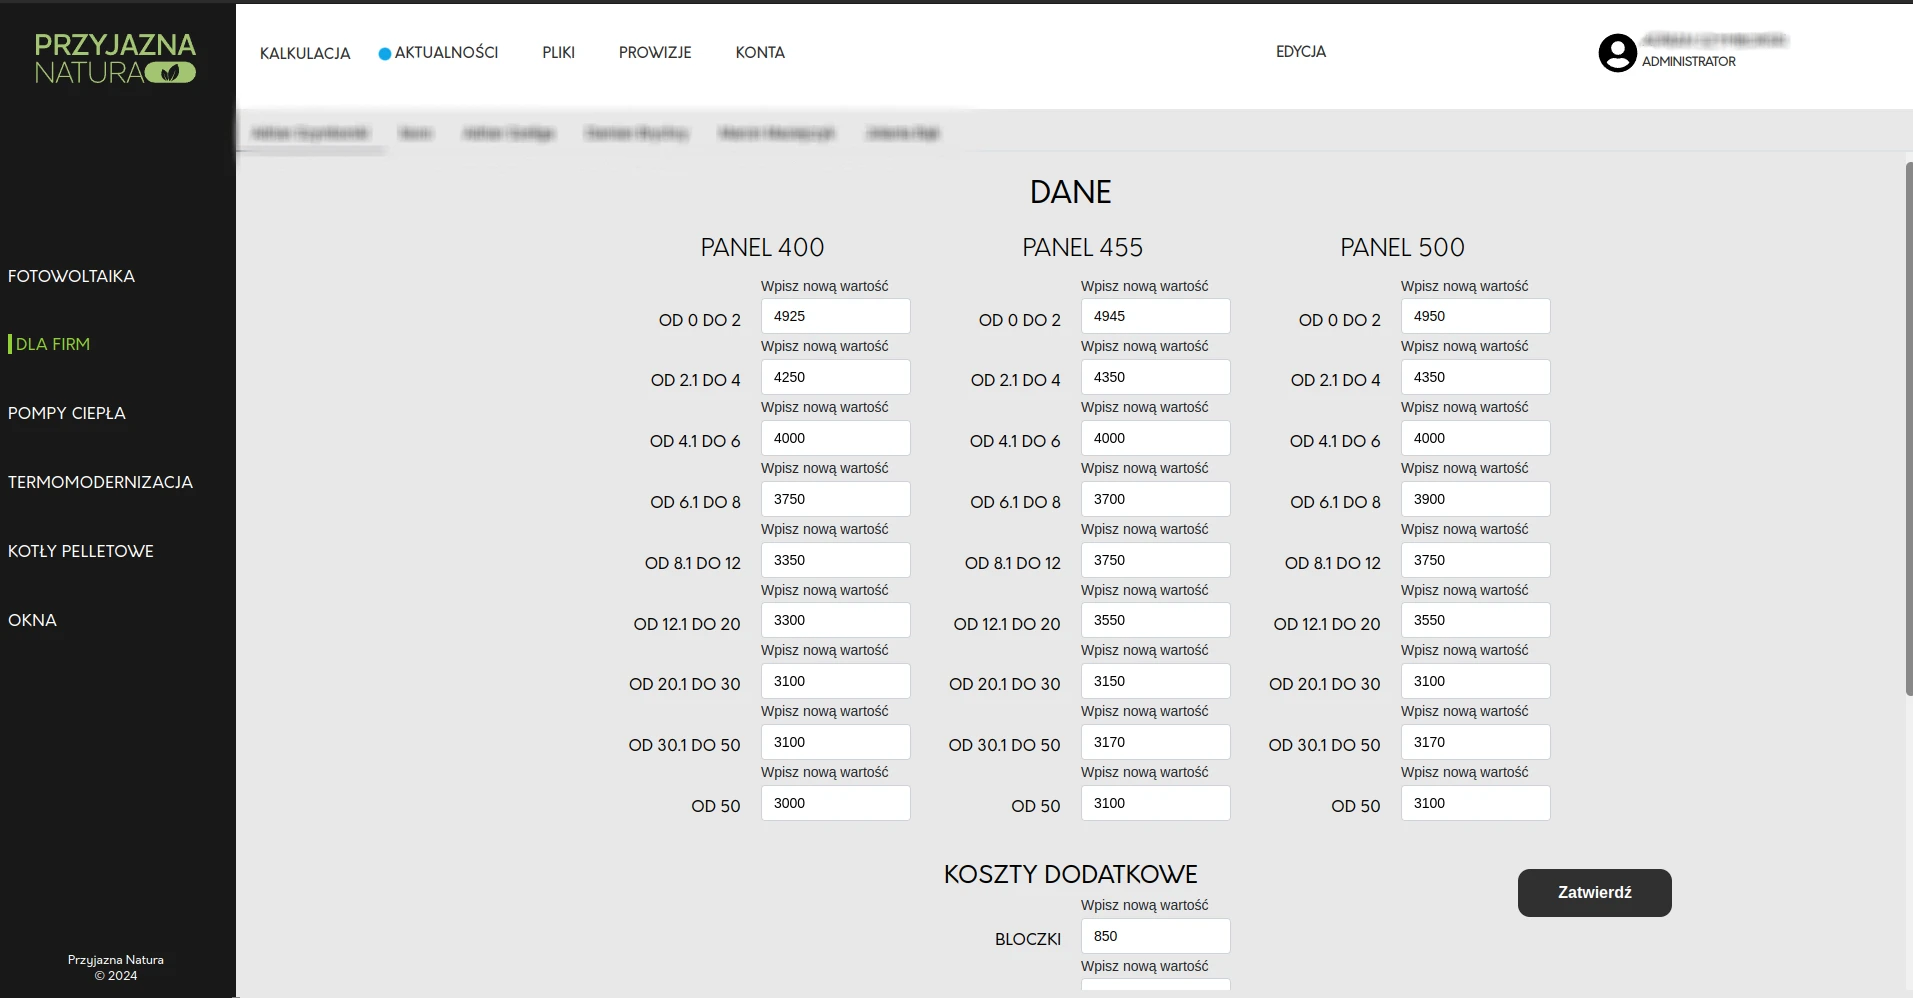 PRZYJAZNA
NATURA
KALKULACJA AKTUALNOŚCI PLIKI PROWIZJE KONTA EDYCJA
ADMINISTRATOR
FOTOWOLTAIKA
DLA FIRM
POMPY CIEPŁA
TERMOMODERNIZACJA
KOTŁY PELLETOWE
OKNA
Przyjazna Natura
© 2024
DANE
PANEL 400 PANEL 455 PANEL 500
Wpisz nową wartość Wpisz nową wartość Wpisz nową wartość
OD 0 DO 2 4925 OD 0 DO 2 4945 OD 0 DO 2 4950
Wpisz nową wartość Wpisz nową wartość Wpisz nową wartość
OD 2.1 DO 4 4250 OD 2.1 DO 4 4350 OD 2.1 DO 4 4350
Wpisz nową wartość Wpisz nową wartość Wpisz nową wartość
OD 4.1 DO 6 4000 OD 4.1 DO 6 4000 OD 4.1 DO 6 4000
Wpisz nową wartość Wpisz nową wartość Wpisz nową wartość
OD 6.1 DO 8 3750 OD 6.1 DO 8 3700 OD 6.1 DO 8 3900
Wpisz nową wartość Wpisz nową wartość Wpisz nową wartość
OD 8.1 DO 12 3350 OD 8.1 DO 12 3750 OD 8.1 DO 12 3750
Wpisz nową wartość Wpisz nową wartość Wpisz nową wartość
OD 12.1 DO 20 3300 OD 12.1 DO 20 3550 OD 12.1 DO 20 3550
Wpisz nową wartość Wpisz nową wartość Wpisz nową wartość
OD 20.1 DO 30 3100 OD 20.1 DO 30 3150 OD 20.1 DO 30 3100
Wpisz nową wartość Wpisz nową wartość Wpisz nową wartość
OD 30.1 DO 50 3100 OD 30.1 DO 50 3170 OD 30.1 DO 50 3170
Wpisz nową wartość Wpisz nową wartość Wpisz nową wartość
OD 50 3000 OD 50 3100 OD 50 3100
KOSZTY DODATKOWE
Wpisz nową wartość
BLOCZKI 850
Wpisz nową wartość
Zatwierdź